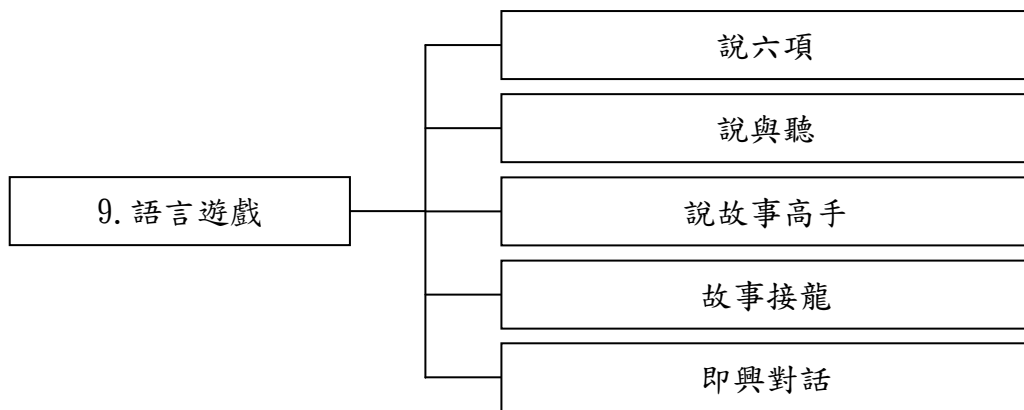 9.語言遊戲
說六項
說與聽
說故事高手
故事接龍
即興對話